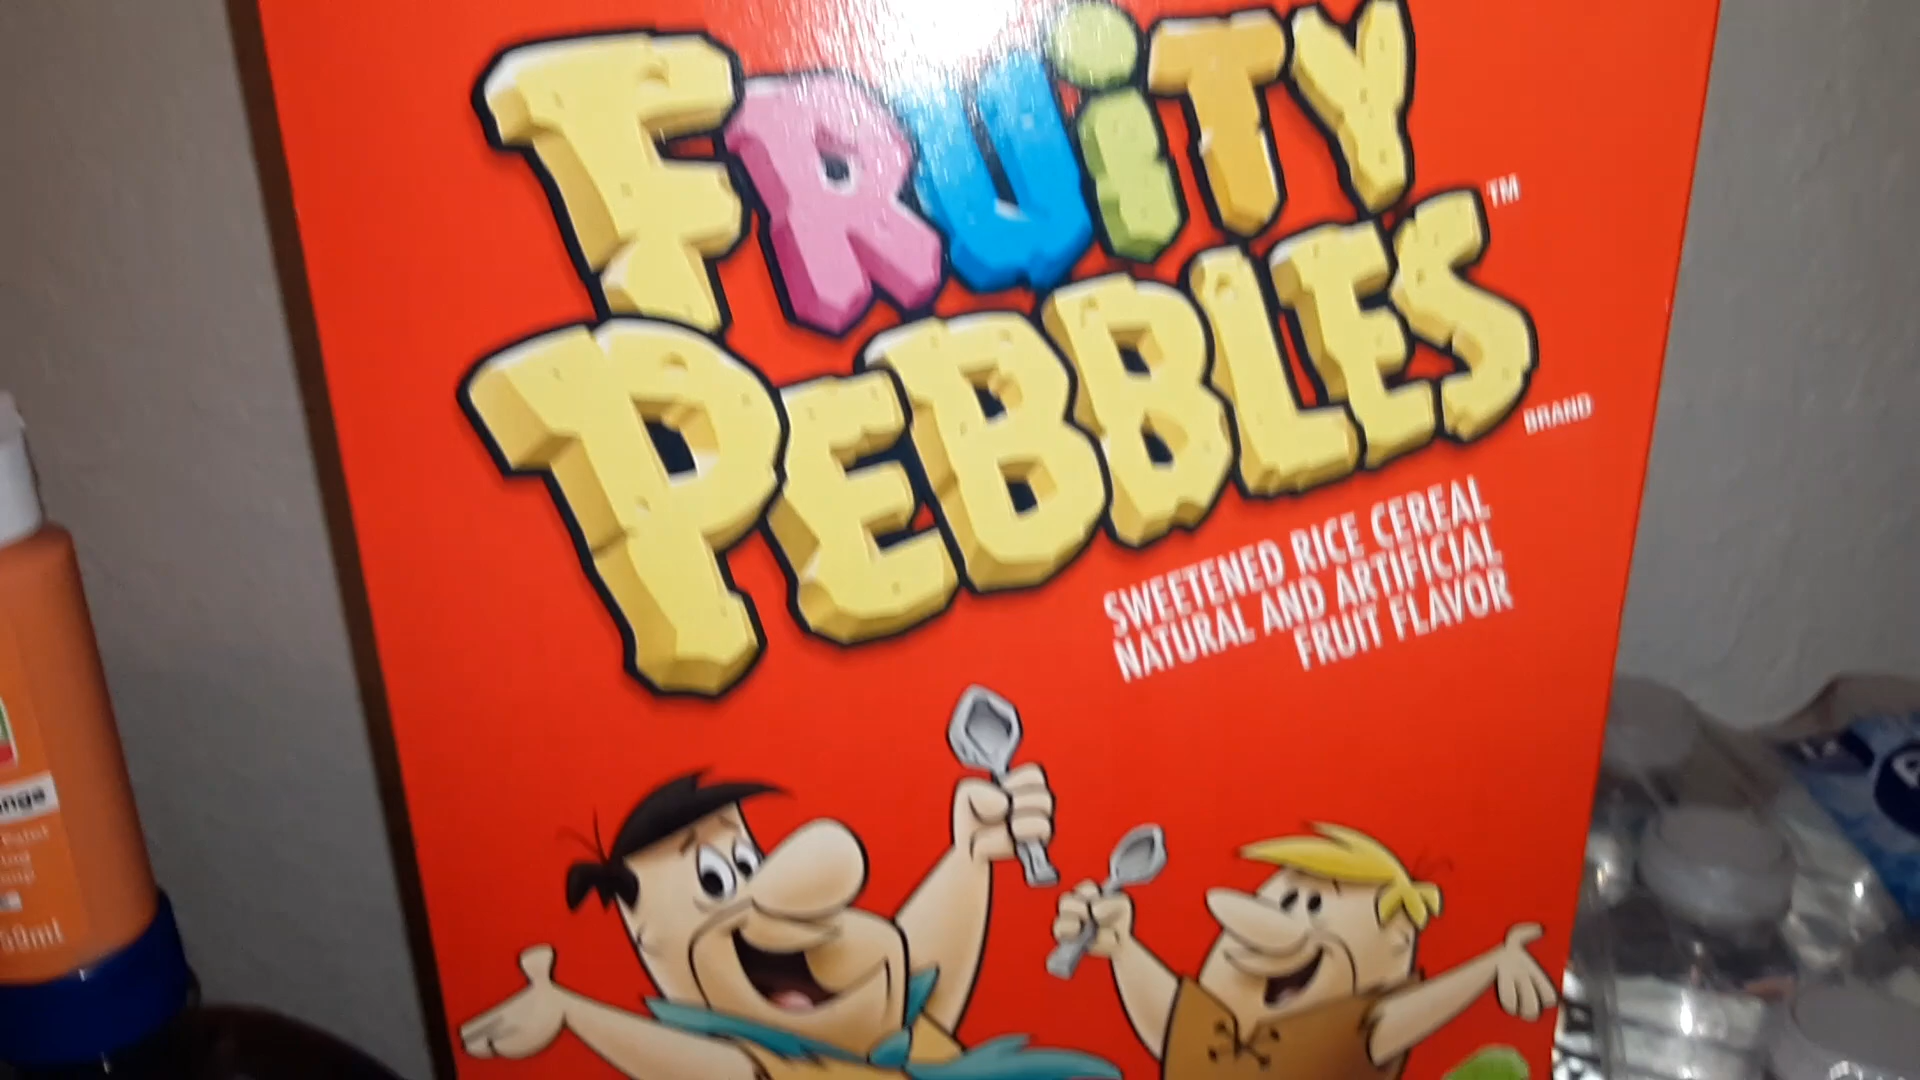 FRUiTY
PEBBLES™
BRAND
SWEETENED RICE CEREAL
NATURAL AND ARTIFICIAL
FRUIT FLAVOR